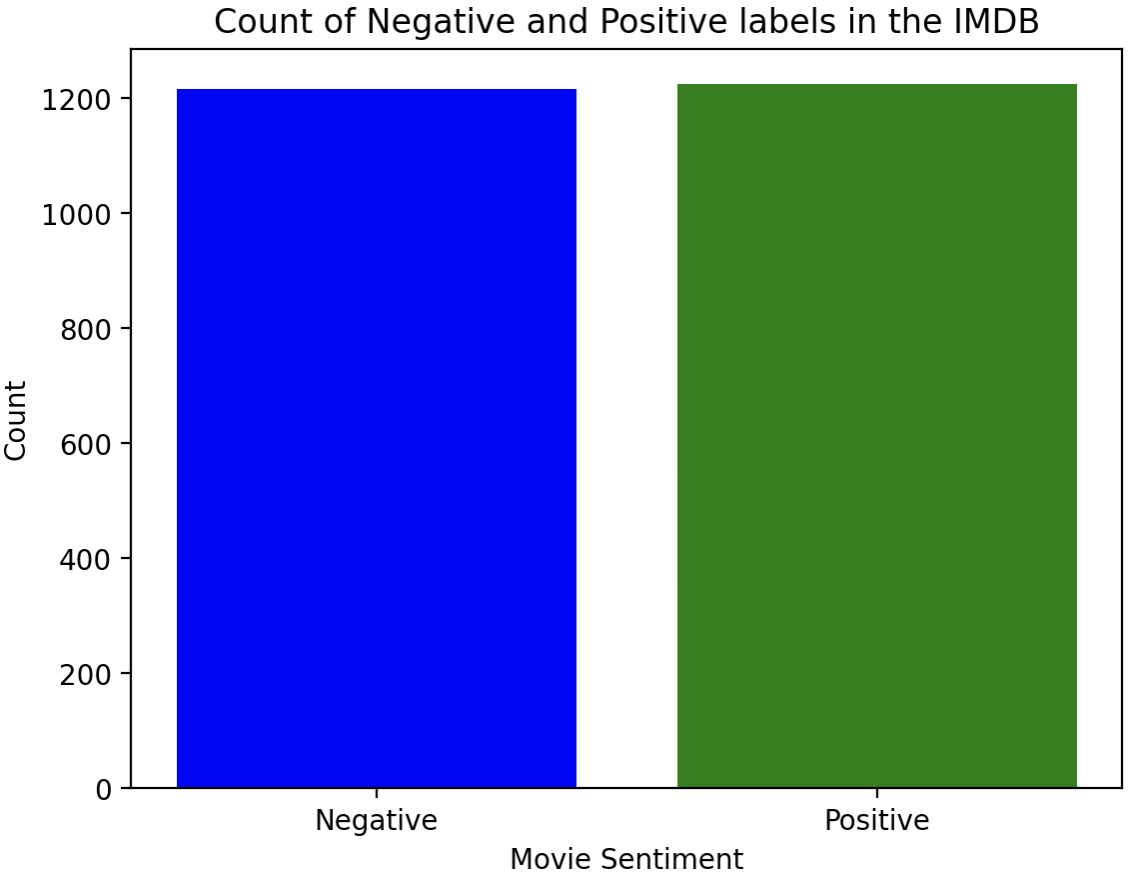 Count of Negative and Positive labels in the IMDB
1200
1000
800
600
400
200
0
Count
Negative
Positive
Movie Sentiment